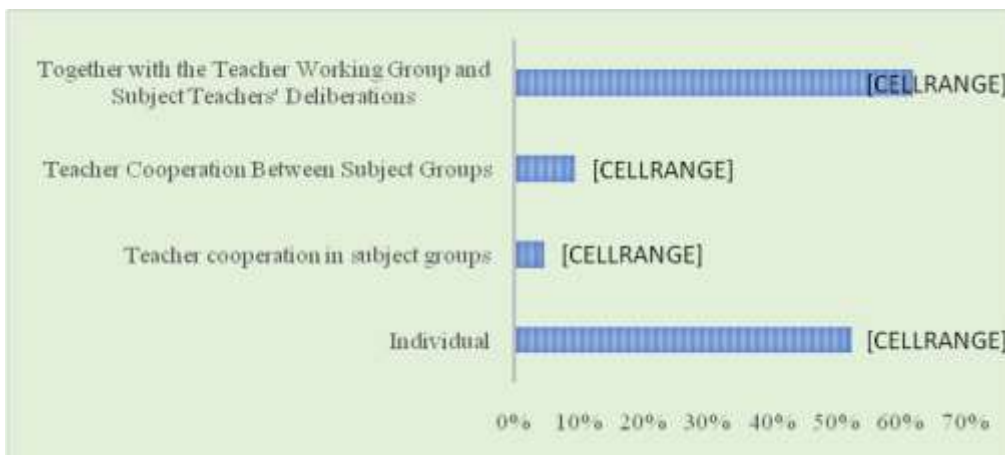 Together with the Teacher Working Group and
Subject Teachers' Deliberations
[CELLRANGE]
Teacher Cooperation Between Subject Groups
[CELLRANGE]
Teacher cooperation in subject groups
[CELLRANGE]
Individual
[CELLRANGE]
0% 10% 20% 30% 40% 50% 60% 70%